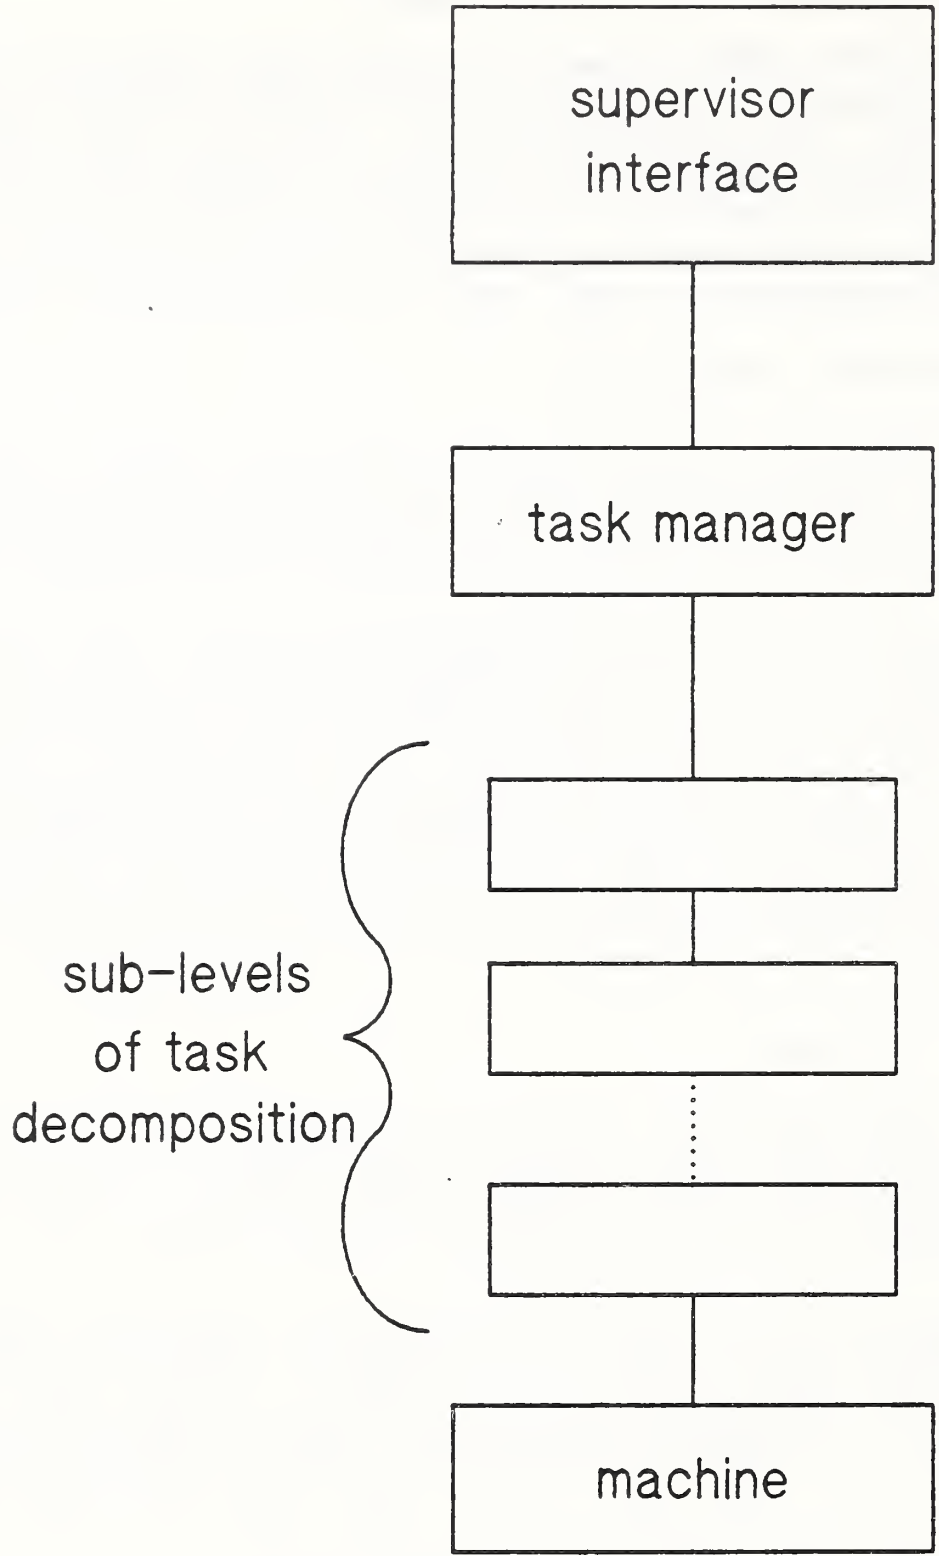 supervisor
interface
task manager
sub-levels
of task
decomposition
machine